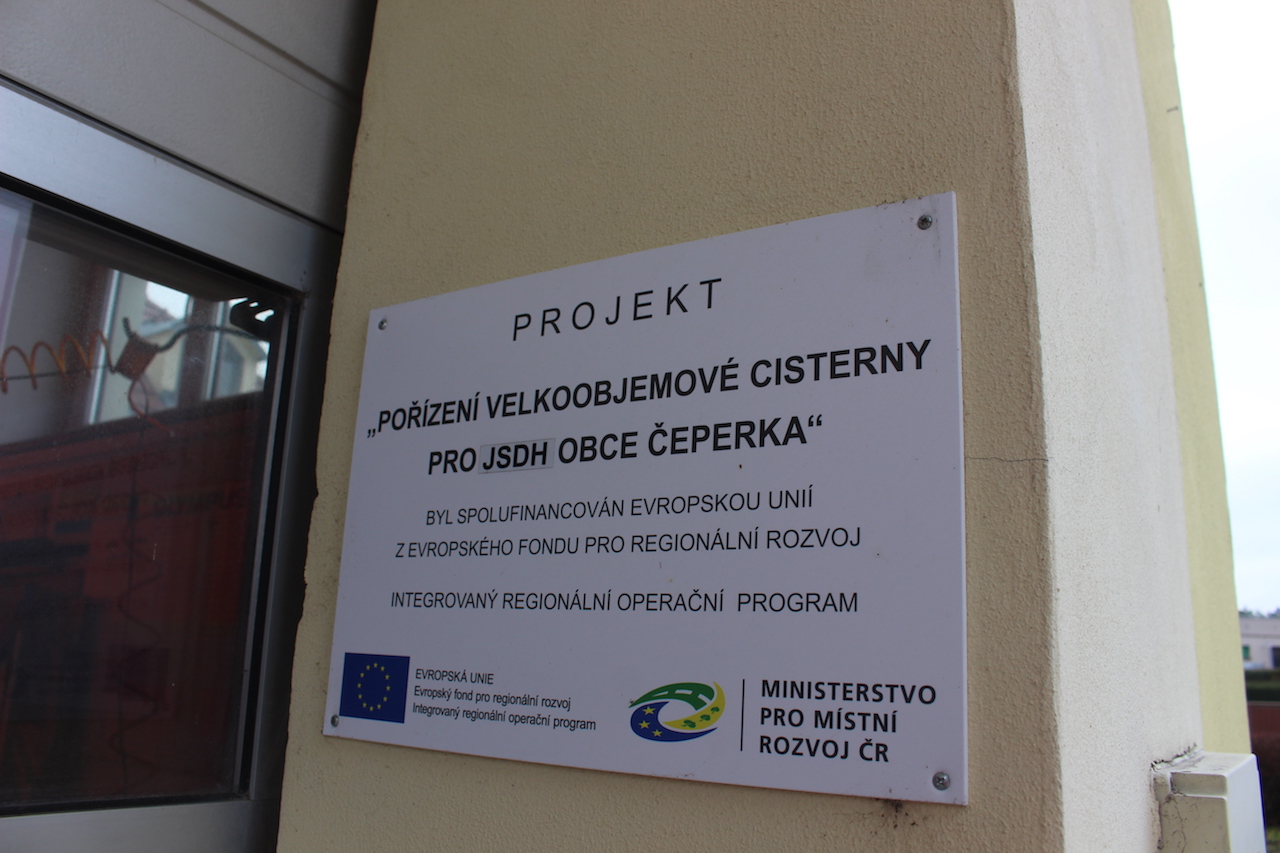 PROJEKT
„POŘÍZENÍ VELKOOBJEMOVÉ CISTERNY
PRO JSDH OBCE ČEPERKA“
BYL SPOLUFINANCOVÁN EVROPSKOU UNIÍ
Z EVROPSKÉHO FONDU PRO REGIONÁLNÍ ROZVOJ
INTEGROVANÝ REGIONÁLNÍ OPERAČNÍ PROGRAM
EVROPSKÁ UNIE
Evropský fond pro regionální rozvoj
Integrovaný regionální operační program
MINISTERSTVO
PRO MÍSTNÍ
ROZVOJ ČR